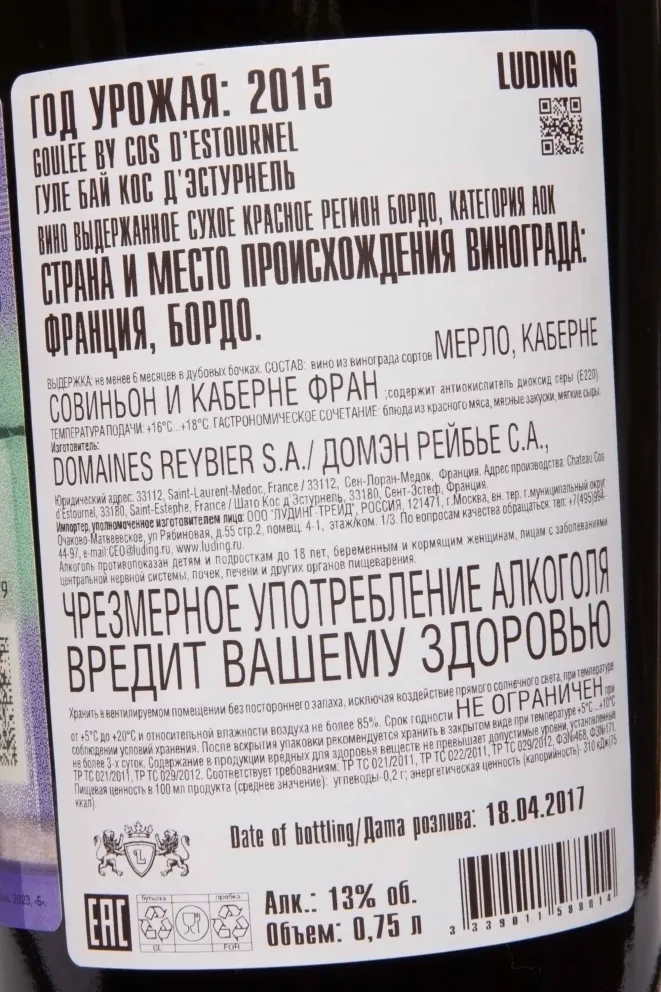 ГОД УРОЖАЯ: 2015
LUDING
GOULEE BY COS D'ESTOURNEL
ГУЛЕ БАЙ КОС Д'ЭСТУРНЕЛЬ
ВИНО ВЫДЕРЖАННОЕ СУХОЕ КРАСНОЕ РЕГИОН БОРДО, КАТЕГОРИЯ АОК
СТРАНА И МЕСТО ПРОИСХОЖДЕНИЯ ВИНОГРАДА:
ФРАНЦИЯ, БОРДО.
ВЫДЕРЖКА: не менее 6 месяцев в дубовых бочках. СОСТАВ: вино из винограда сортов МЕРЛО, КАБЕРНЕ
СОВИНЬОН И КАБЕРНЕ ФРАН ;содержит антиокислитель диоксид серы (Е220).
ТЕМПЕРАТУРА ПОДАЧИ: +16°C...+18°C. ГАСТРОНОМИЧЕСКОЕ СОЧЕТАНИЕ: блюда из красного мяса, мясные закуски, мягкие сыры.
Изготовитель:
DOMAINES REYBIER S.A./ ДОМЭН РЕЙБЬЕ С.А.,
Юридический адрес: 33112, Saint-Laurent-Medoc, France / 33112, Сен-Лоран-Медок, Франция. Адрес производства: Chateau Cos
d'Estournel, 33180, Saint-Estephe, France / Шато Кос д'Эстурнель, 33180, Сент-Эстеф, Франция.
Импортер, уполномоченное изготовителем лицо: ООО "ЛУДИНГ-ТРЕЙД", РОССИЯ, 121471, г.Москва, вн. тер. г.муниципальный округ
Очаково-Матвеевское, ул Рябиновая, д.55 стр.2, помещ. 4-1, этаж/ком. 1/3. По вопросам качества обращаться: тел: +7(495)994-
44-97, e-mail:CEO@luding.ru, www.luding.ru.
Алкоголь противопоказан детям и подросткам до 18 лет, беременным и кормящим женщинам, лицам с заболеваниями
центральной нервной системы, почек, печени и других органов пищеварения.
ЧРЕЗМЕРНОЕ УПОТРЕБЛЕНИЕ АЛКОГОЛЯ
ВРЕДИТ ВАШЕМУ ЗДОРОВЬЮ
Хранить в вентилируемом помещении без постороннего запаха, исключая воздействие прямого солнечного света, при температуре
от +5°C до +20°C и относительной влажности воздуха не более 85%. Срок годности НЕ ОГРАНИЧЕН при
соблюдении условий хранения. После вскрытия упаковки рекомендуется хранить в закрытом виде при температуре +5°C ...+10°C
не более 3-х суток. Содержание в продукции вредных для здоровья веществ не превышает допустимые уровни, установленные
ТР ТС 021/2011, ТР ТС 029/2012. Соответствует требованиям: ТР ТС 021/2011, ТР ТС 022/2011, ТР ТС 029/2012, ФЗ№468, ФЗ№171.
Пищевая ценность в 100 мл продукта (среднее значение): углеводы-0,2 г; энергетическая ценность (калорийность): 310 кДж/75
ккал).
Date of bottling/Дата розлива: 18.04.2017
L
EAC
бутылка
GL
пробка
FOR
Алк.: 13% об.
Объем: 0,75 л
3 339011 588014
9
2023, «Б».